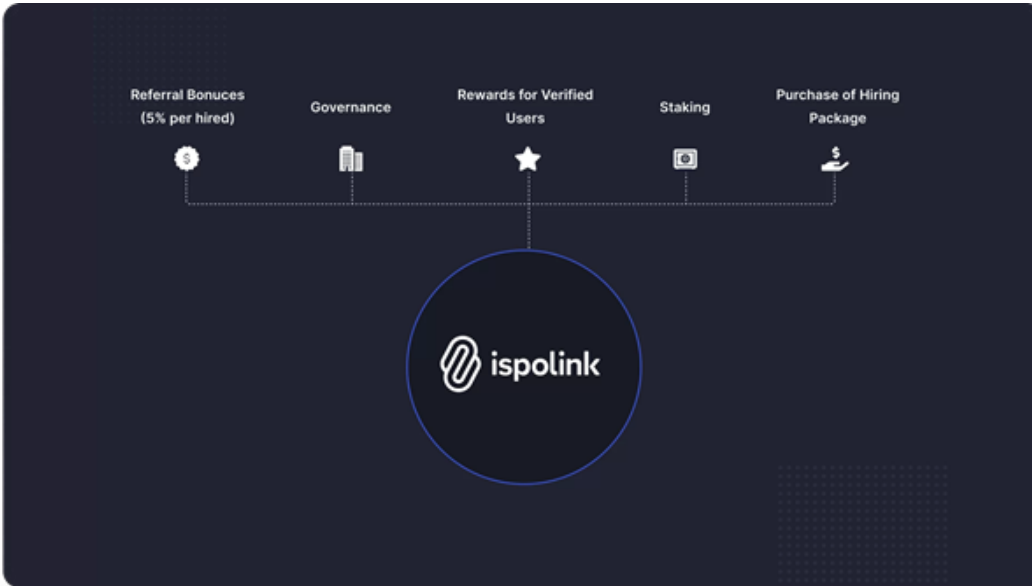 Referral Bonuces
(5% per hired)
Governance
Rewards for Verified
Users
Staking
Purchase of Hiring
Package
ispolink